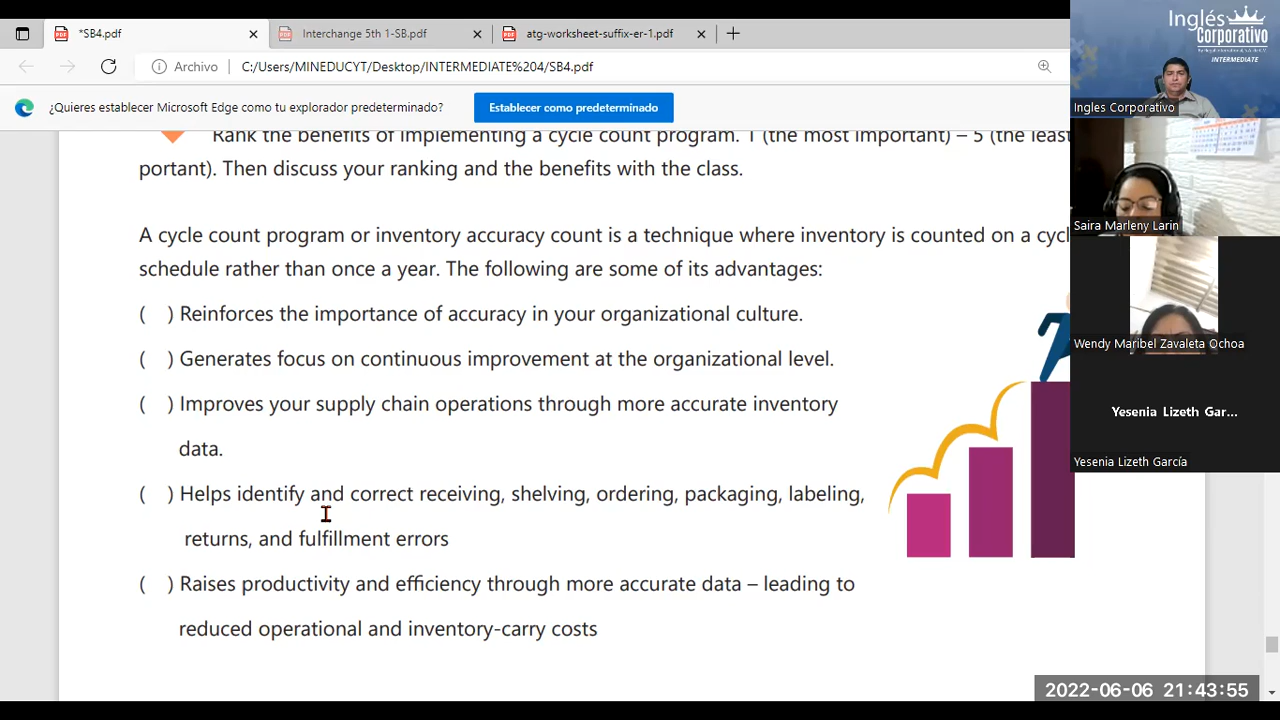 *SB4.pdf
Interchange 5th 1-SB.pdf
atg-worksheet-suffix-er-1.pdf
Archivo
C:/Users/MINEDUCYT/Desktop/INTERMEDIATE%204/SB4.pdf
¿Quieres establecer Microsoft Edge como tu explorador predeterminado?
Establecer como predeterminado
Rank the benefits of implementing a cycle count program. 1 (the most important) – 5 (the least
portant). Then discuss your ranking and the benefits with the class.
A cycle count program or inventory accuracy count is a technique where inventory is counted on a cycl
schedule rather than once a year. The following are some of its advantages:
( ) Reinforces the importance of accuracy in your organizational culture.
( ) Generates focus on continuous improvement at the organizational level.
( ) Improves your supply chain operations through more accurate inventory
data.
( ) Helps identify and correct receiving, shelving, ordering, packaging, labeling,
returns, and fulfillment errors
( ) Raises productivity and efficiency through more accurate data – leading to
reduced operational and inventory-carry costs
Inglés
Corporativo
INTERMEDIATE
Ingles Corporativo
Saira Marleny Larin
Wendy Maribel Zavaleta Ochoa
Yesenia Lizeth Gar...
Yesenia Lizeth García
2022-06-06 21:43:55